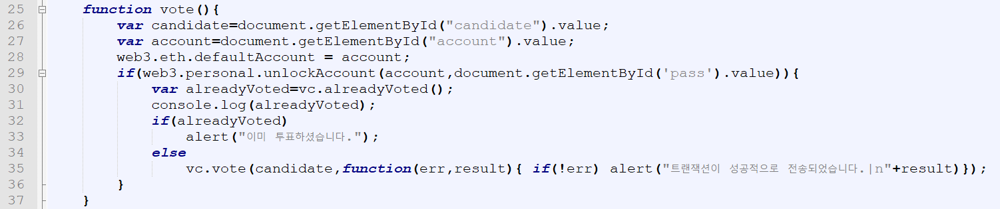 25 function vote(){
26 var candidate=document.getElementById("candidate").value;
27 var account=document.getElementById("account").value;
28 web3.eth.defaultAccount = account;
29 if(web3.personal.unlockAccount(account,document.getElementById('pass').value)){
30 var alreadyVoted=vc.alreadyVoted();
31 console.log(alreadyVoted);
32 if(alreadyVoted)
33 alert("이미 투표하셨습니다.");
34 else
35 vc.vote(candidate,function(err,result){ if(!err) alert("트랜잭션이 성공적으로 전송되었습니다.|n"+result)});
36 }
37 }